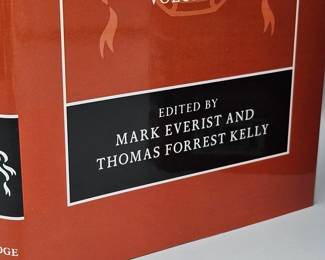 EDITED BY
MARK EVERIST AND
THOMAS FORREST KELLY